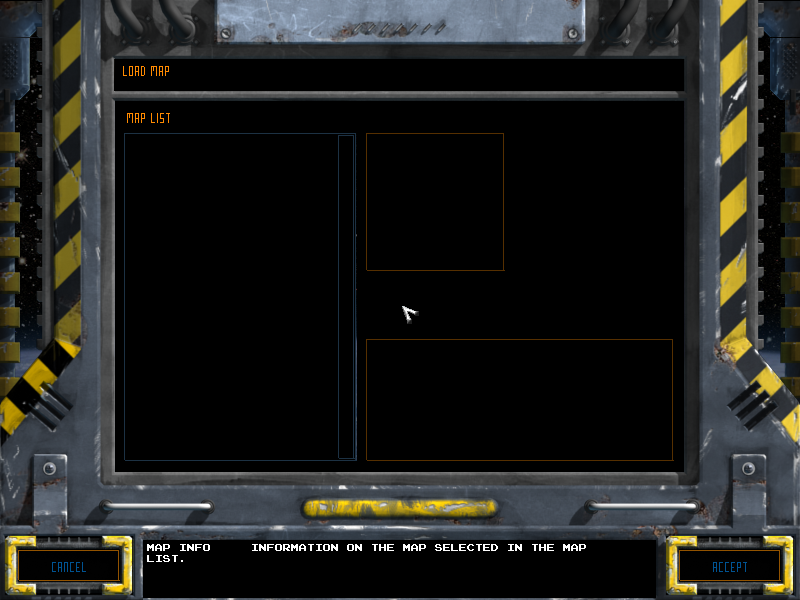 LOAD MAP
MAP LIST
CANCEL
MAP INFO INFORMATION ON THE MAP SELECTED IN THE MAP
LIST.
ACCEPT